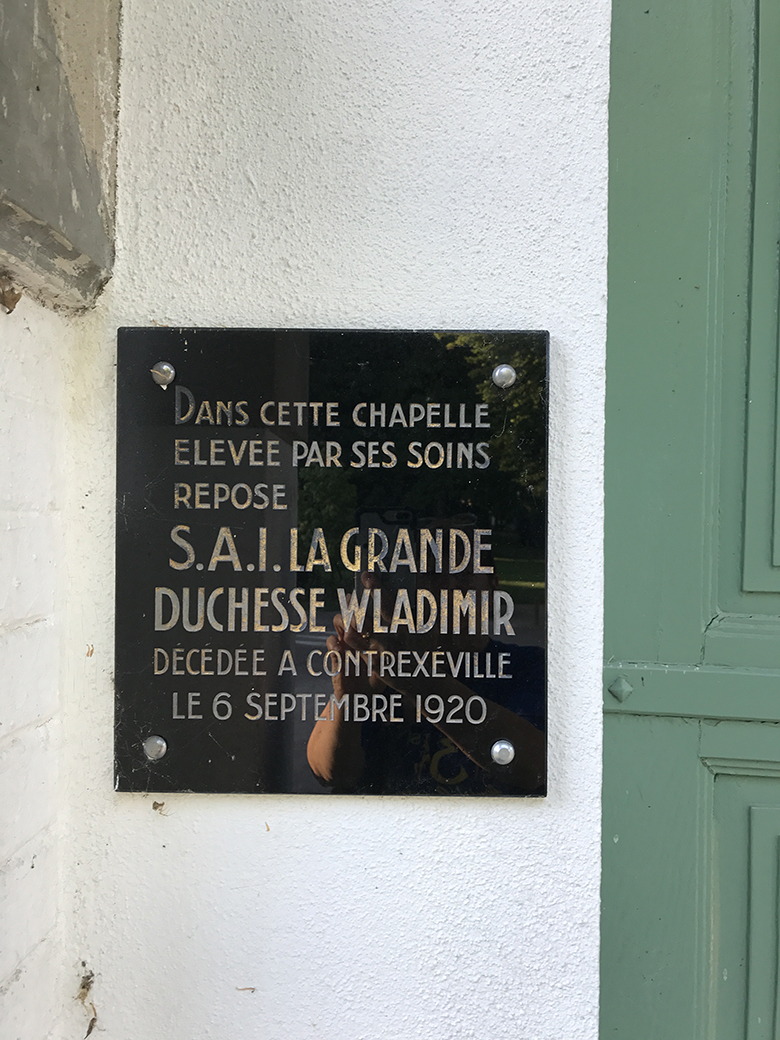 DANS CETTE CHAPELLE
ELEVÉE PAR SES SOINS
REPOSE
S.A.I. LA GRANDE
DUCHESSE WLADIMIR
DÉCÉDÉE A CONTREXÉVILLE
LE 6 SEPTEMBRE 1920